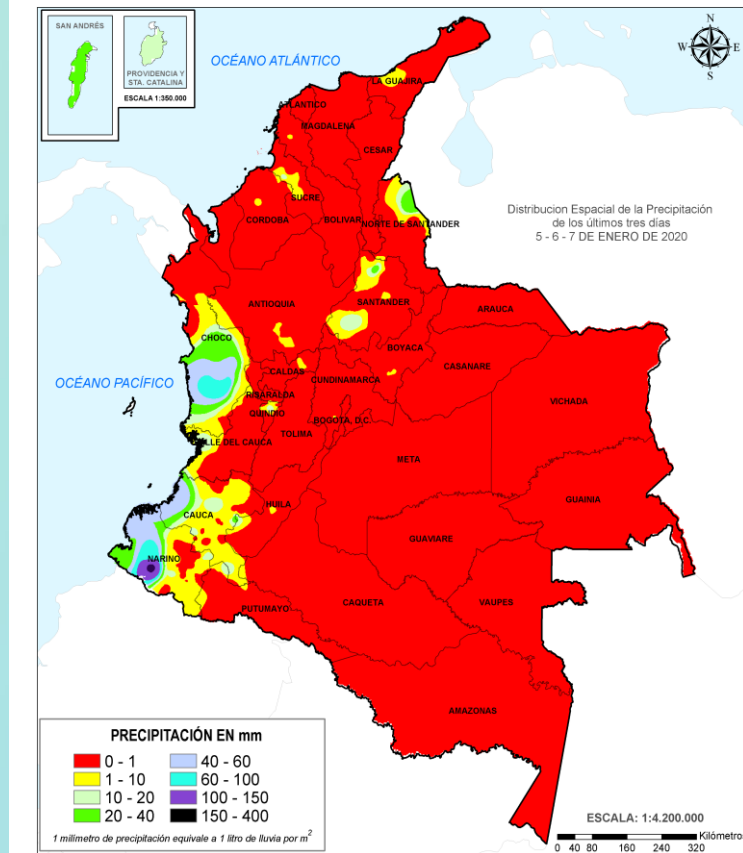 SAN ANDRÉS
PROVIDENCIA Y
STA. CATALINA
ESCALA 1:350.000
OCÉANO ATLÁNTICO
N
W E
S
LA GUAJIRA
ATLANTICO
MAGDALENA
CESAR
SUCRE
CORDOBA
BOLIVAR
NORTE DE SANTANDER
Distribucion Espacial de la Precipitación
de los últimos tres días
5 - 6 - 7 DE ENERO DE 2020
ANTIOQUIA
SANTANDER
ARAUCA
CHOCO
BOYACA
CASANARE
OCÉANO PACÍFICO
CALDAS
CUNDINAMARCA
RISARALDA
VICHADA
QUINDIO
BOGOTA, D.C.
TOLIMA
VALLE DEL CAUCA
META
GUAINIA
HUILA
CAUCA
GUAVIARE
NARIÑO
CAQUETA
VAUPES
PUTUMAYO
AMAZONAS
PRECIPITACIÓN EN mm
0 - 1
1 - 10
10 - 20
20 - 40
40 - 60
60 - 100
100 - 150
150 - 400
1 milimetro de precipitación equivale a 1 litro de lluvia por m²
ESCALA: 1:4.200.000
Kilómetros
0 40 80 160 240 320